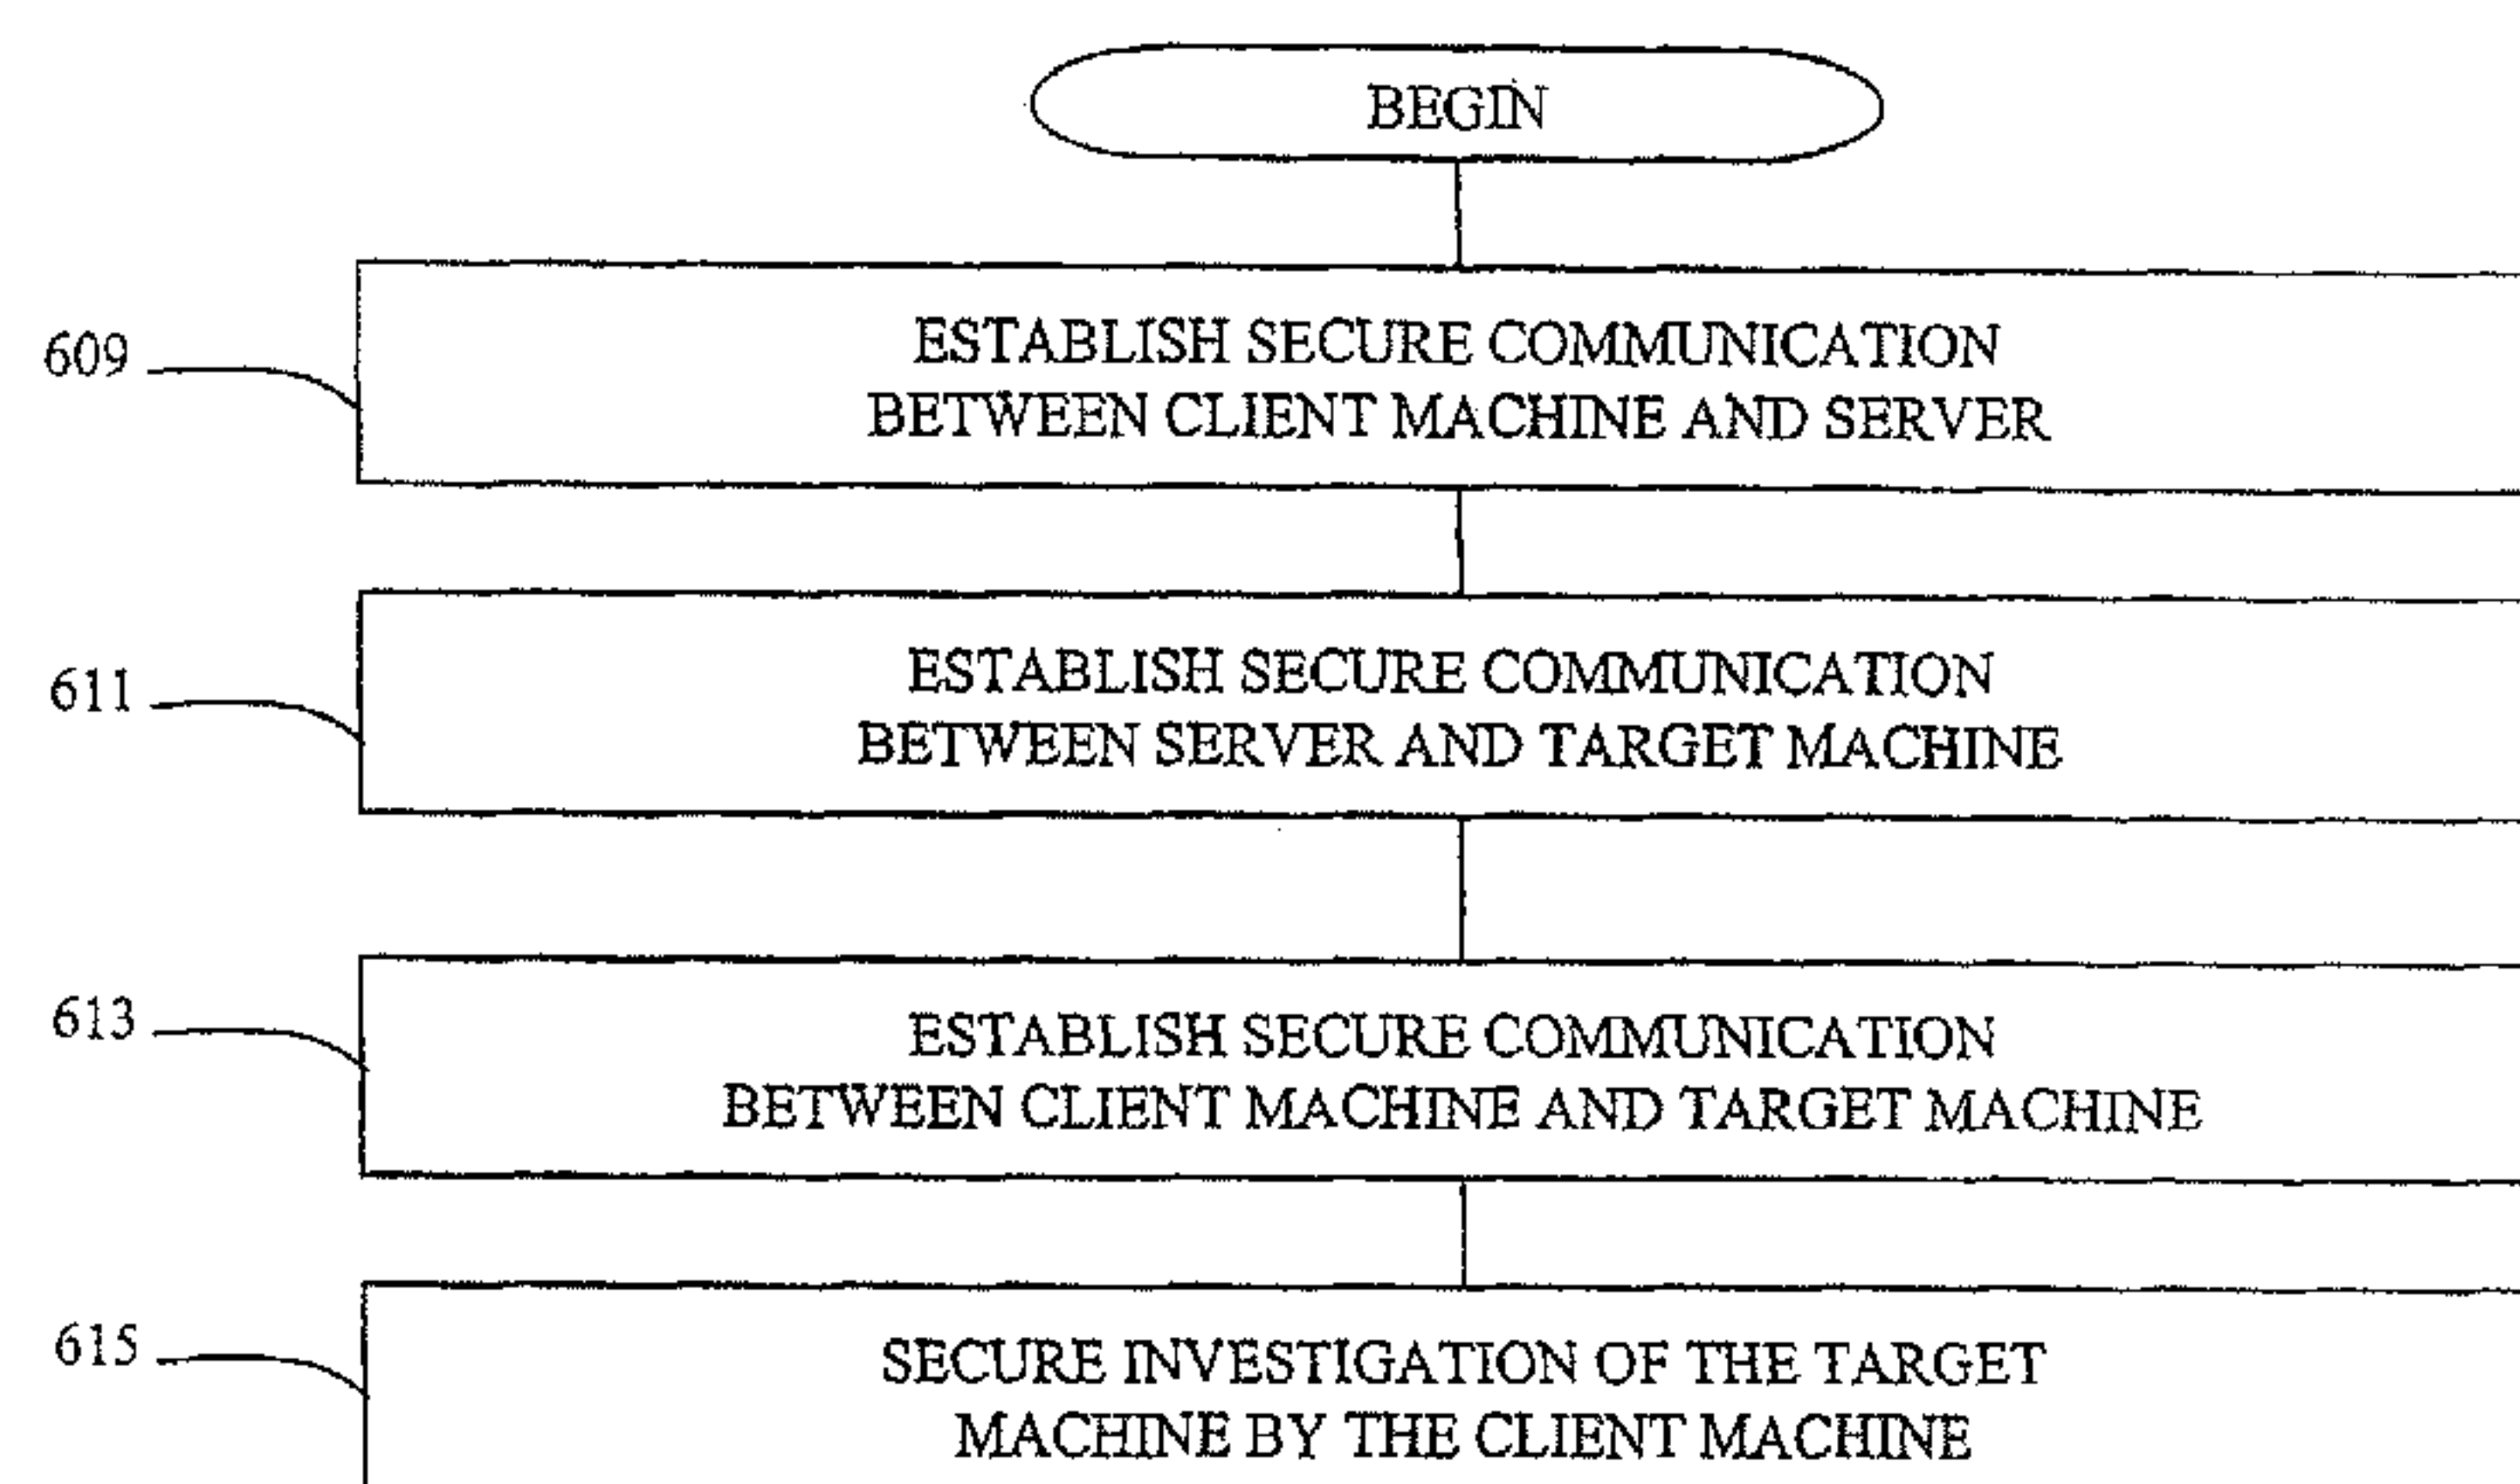 BEGIN
609
ESTABLISH SECURE COMMUNICATION
BETWEEN CLIENT MACHINE AND SERVER
611
ESTABLISH SECURE COMMUNICATION
BETWEEN SERVER AND TARGET MACHINE
613
ESTABLISH SECURE COMMUNICATION
BETWEEN CLIENT MACHINE AND TARGET MACHINE
615
SECURE INVESTIGATION OF THE TARGET
MACHINE BY THE CLIENT MACHINE